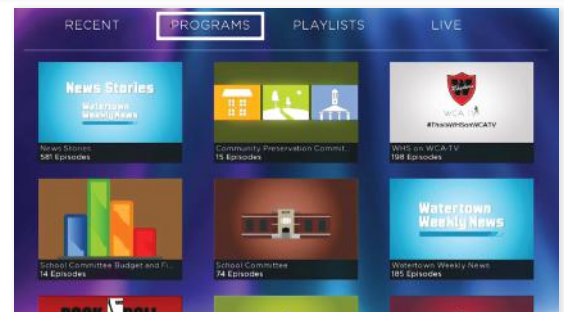 RECENT
PROGRAMS
PLAYLISTS
LIVE
News Stories
Watertown
Weekly News
News Stories
581 Episodes
Community Preservation Commit...
15 Episodes
WCA-TV
#ThisIsWHSonWCATV
WHS on WCA-TV
198 Episodes
School Committee Budget and Fi...
14 Episodes
School Committee
74 Episodes
Watertown
Weekly News
Watertown Weekly News
185 Episodes